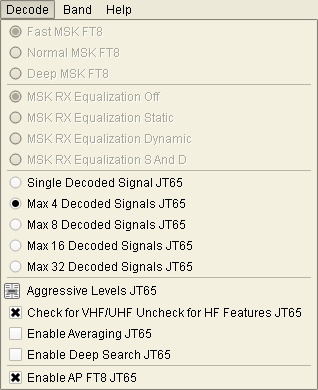 Decode Band Help
Fast MSK FT8
Normal MSK FT8
Deep MSK FT8
MSK RX Equalization Off
MSK RX Equalization Static
MSK RX Equalization Dynamic
MSK RX Equalization S And D
Single Decoded Signal JT65
Max 4 Decoded Signals JT65
Max 8 Decoded Signals JT65
Max 16 Decoded Signals JT65
Max 32 Decoded Signals JT65
Aggressive Levels JT65
Check for VHF/UHF Uncheck for HF Features JT65
Enable Averaging JT65
Enable Deep Search JT65
Enable AP FT8 JT65